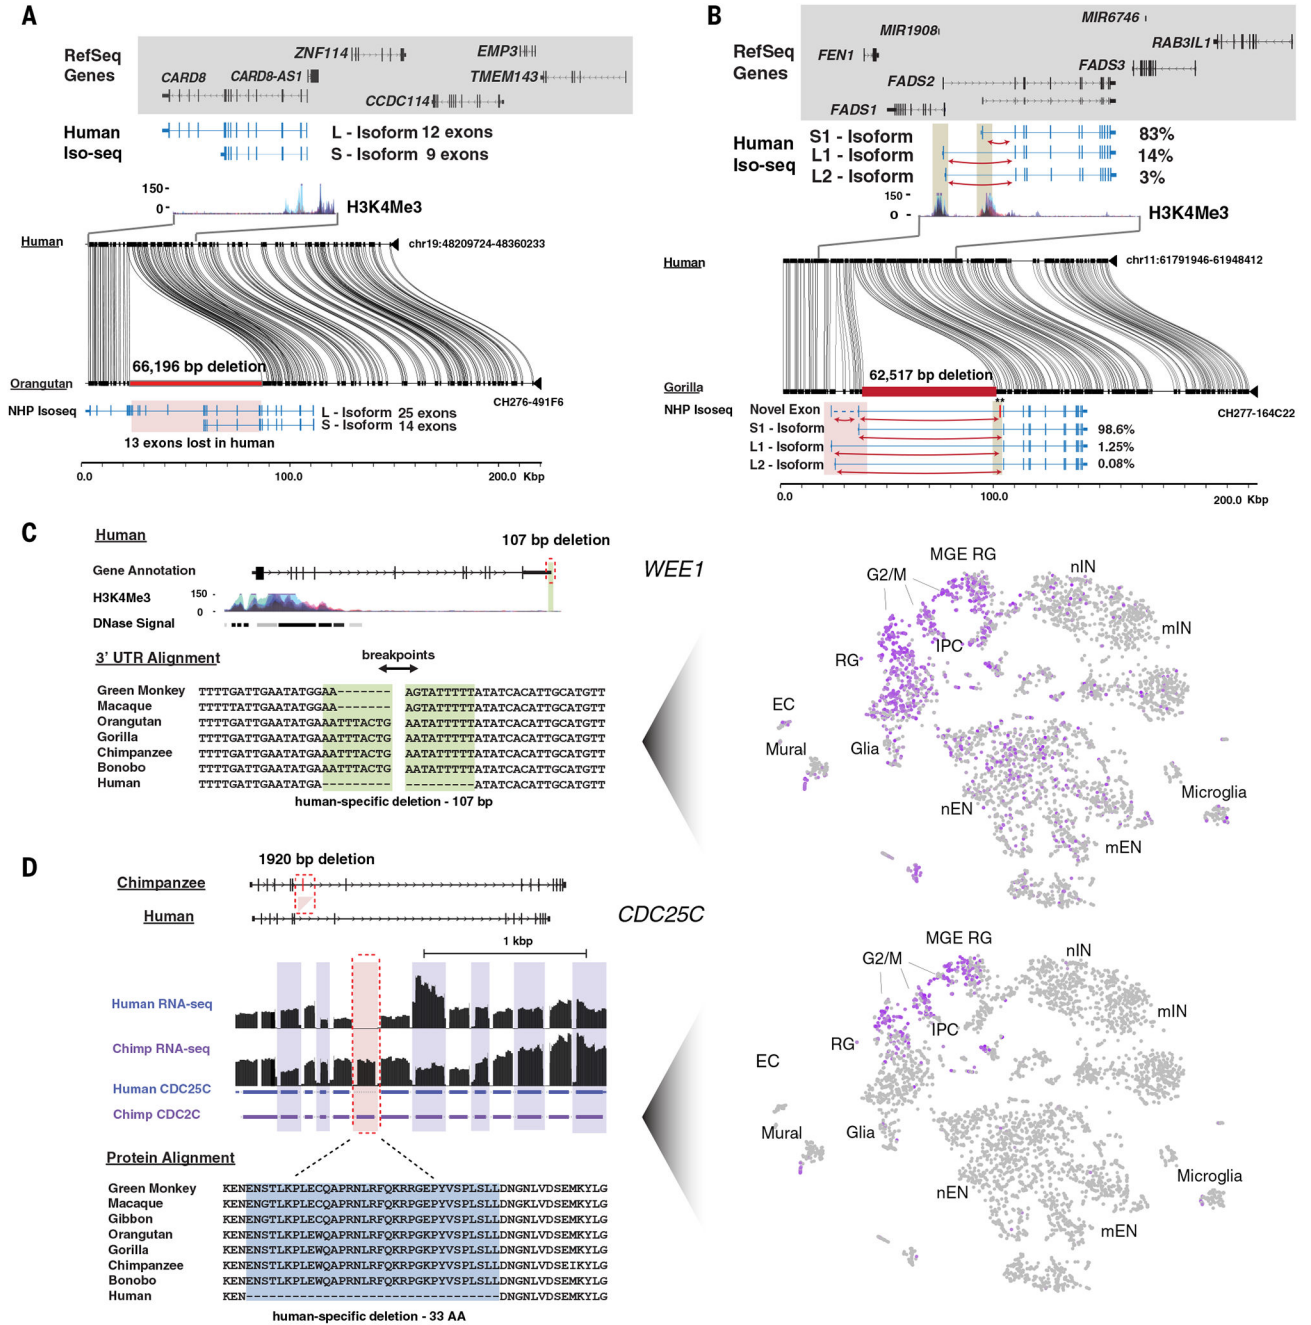 A
RefSeq
Genes
CARD8
CARD8-AS1
ZNF114
CCDC114
EMP3
TMEM143
Human
Iso-seq
L - Isoform 12 exons
S - Isoform 9 exons
150
0
H3K4Me3
Human
chr19:48209724-48360233
66,196 bp deletion
Orangutan
CH276-491F6
NHP Isoseq
L - Isoform 25 exons
S - Isoform 14 exons
13 exons lost in human
0.0
100.0
200.0 Kbp
B
RefSeq
Genes
MIR6746
MIR1908
RAB3IL1
FEN1
FADS3
FADS2
FADS1
Human
Iso-seq
S1 - Isoform 83%
L1 - Isoform 14%
L2 - Isoform 3%
150
0
H3K4Me3
Human
chr11:61791946-61948412
62,517 bp deletion
Gorilla
CH277-164C22
NHP Isoseq
Novel Exon
**
S1 - Isoform 98.6%
L1 - Isoform 1.25%
L2 - Isoform 0.08%
0.0
100.0
200.0 Kbp
C
Human
107 bp deletion
Gene Annotation
H3K4Me3
150
0
DNase Signal
WEE1
3' UTR Alignment
breakpoints
Green Monkey TTTTGATTGAATATGGAA------- AGTATTTTTATATCACATTGCATGTT
Macaque TTTTTATTGAATATGGAA------- AGTATTTTTATATCACATTGCATGTT
Orangutan TTTTGATTGAATATGGAAATTTACTG AATATTTTTATATCACATTGCATGTT
Gorilla TTTTGATTGAATATGGAAATTTACTG AATATTTTTATATCACATTGCATGTT
Chimpanzee TTTTGATTGAATATGGAAATTTACTG AATATTTTTATATCACATTGCATGTT
Bonobo TTTTGATTGAATATGAAATTTACTG AATATTTTTATATCACATTGCATGTT
Human TTTTGATTGAATATGA--------- ---------ATATCACATTGCATGTT
human-specific deletion - 107 bp
MGE RG
G2/M
nIN
mIN
IPC
RG
EC
Mural
Glia
nEN
mEN
Microglia
D
1920 bp deletion
Chimpanzee
Human
CDC25C
1 kbp
Human RNA-seq
Chimp RNA-seq
Human CDC25C
Chimp CDC2C
Protein Alignment
Green Monkey KENENSTLKPLECQAPRNLRFQKRRGEPYVSPLSLLDNGNLVDSEMKYLG
Macaque KENENSTLKPLECQAPRNLRFQKRRGEPYVSPLSLLDNGKLVDSEMKYLG
Gibbon KENENGTLKPLECQAPRNLRFQKRPGEPYVSPLSLLDNGNLVDSEMKYLG
Orangutan KENENSTLKPLEWQAPRNLRFQKRPGKPYVSPLSLLDNGNLVDSEMKYLG
Gorilla KENENSTLKPLEWQAPRNLRFQKRPGKPYVSPLSLLDNGNLVDSEMKYLG
Chimpanzee KENENSTLKPLEWQAPRNLRFQKRPGKPYVSPLSLLDNGNLVDSEIKYLG
Bonobo KENENSTLKPLEWQAPRNLRFQKRPGKPYVSPLSLLDNGNLVDSEMKYLG
Human KEN---------------------------------DNGNLVDSEMKYLG
human-specific deletion - 33 AA
MGE RG
G2/M
nIN
mIN
IPC
RG
EC
Mural
Glia
nEN
mEN
Microglia